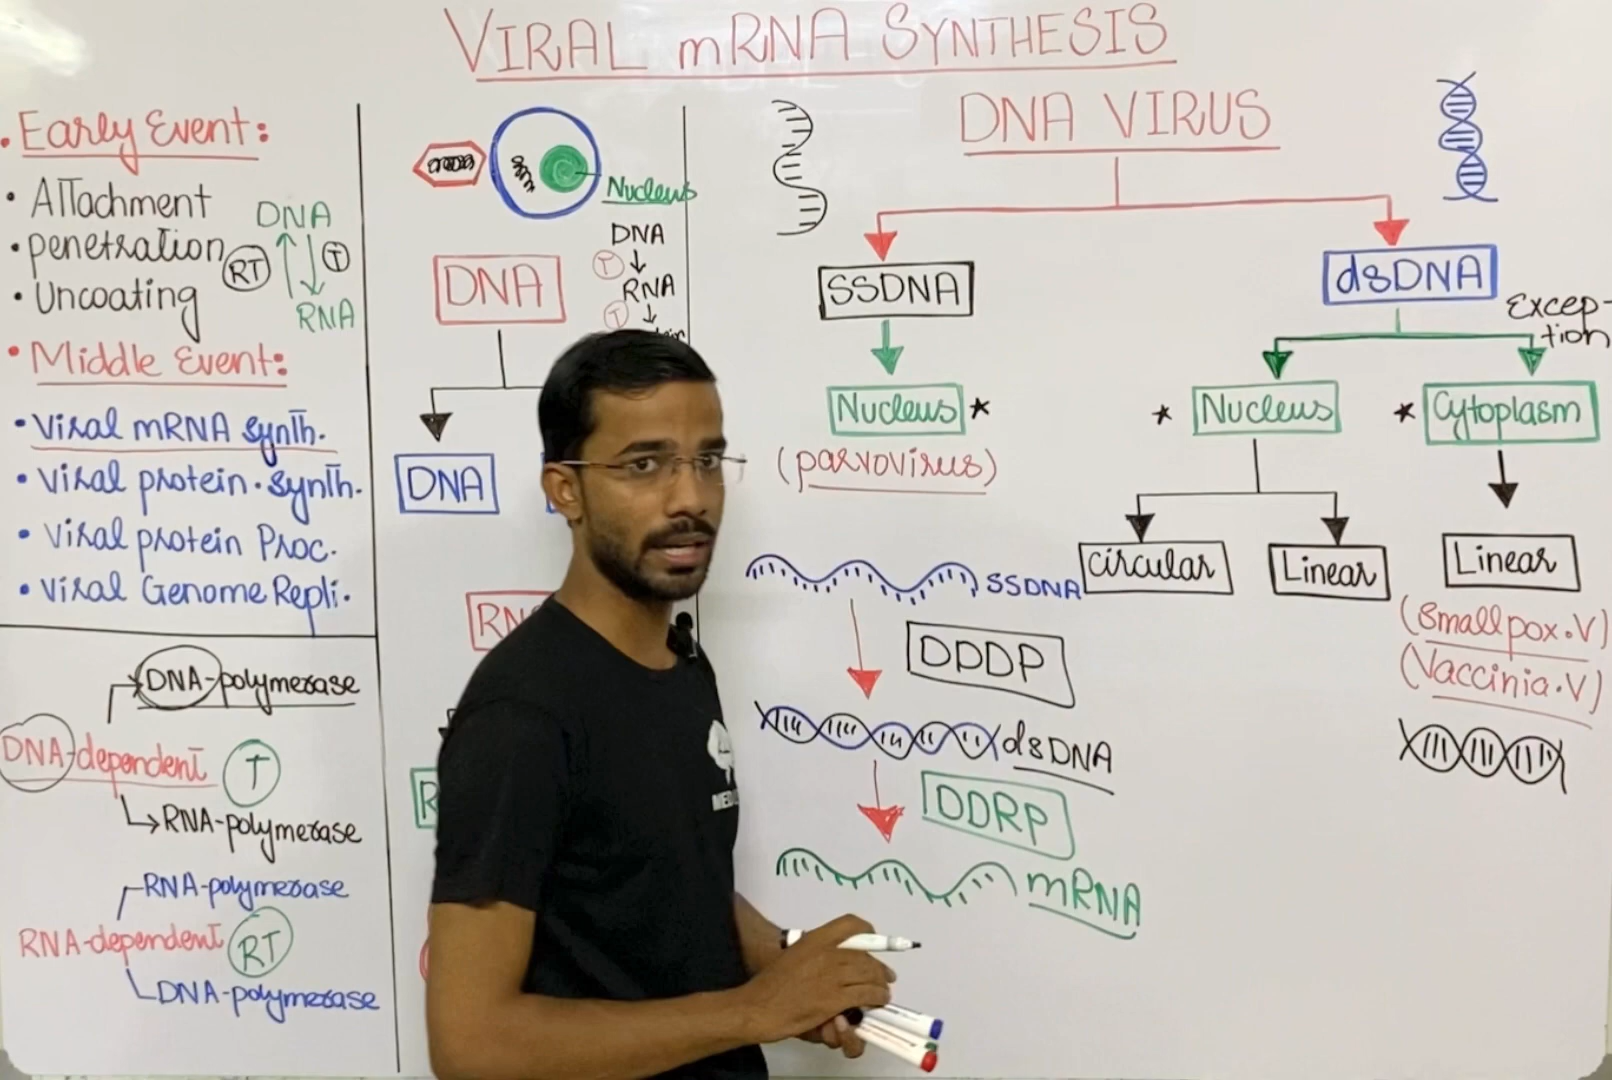 VIRAL mRNA SYNTHESIS
• Early Event:
• Attachment
• penetration
• Uncoating
DNA
RT
T
RNA
• Middle Event:
• Viral mRNA synth.
• Viral protein. synth.
• Viral protein Proc.
• Viral Genome Repli.
DNA-polymerase
DNA-dependent T
RNA-polymerase
RNA-polymerase
RNA-dependent RT
DNA-polymerase
Nucleus
DNA
T
RNA
T
DNA
DNA
DNA VIRUS
SSDNA
Nucleus *
(parvovirus)
dsDNA
Excep-
tion
* Nucleus
* Cytoplasm
circular
Linear
Linear
(Smallpox.V)
(Vaccinia.V)
SSDNA
DDDP
dsDNA
DDRP
mRNA